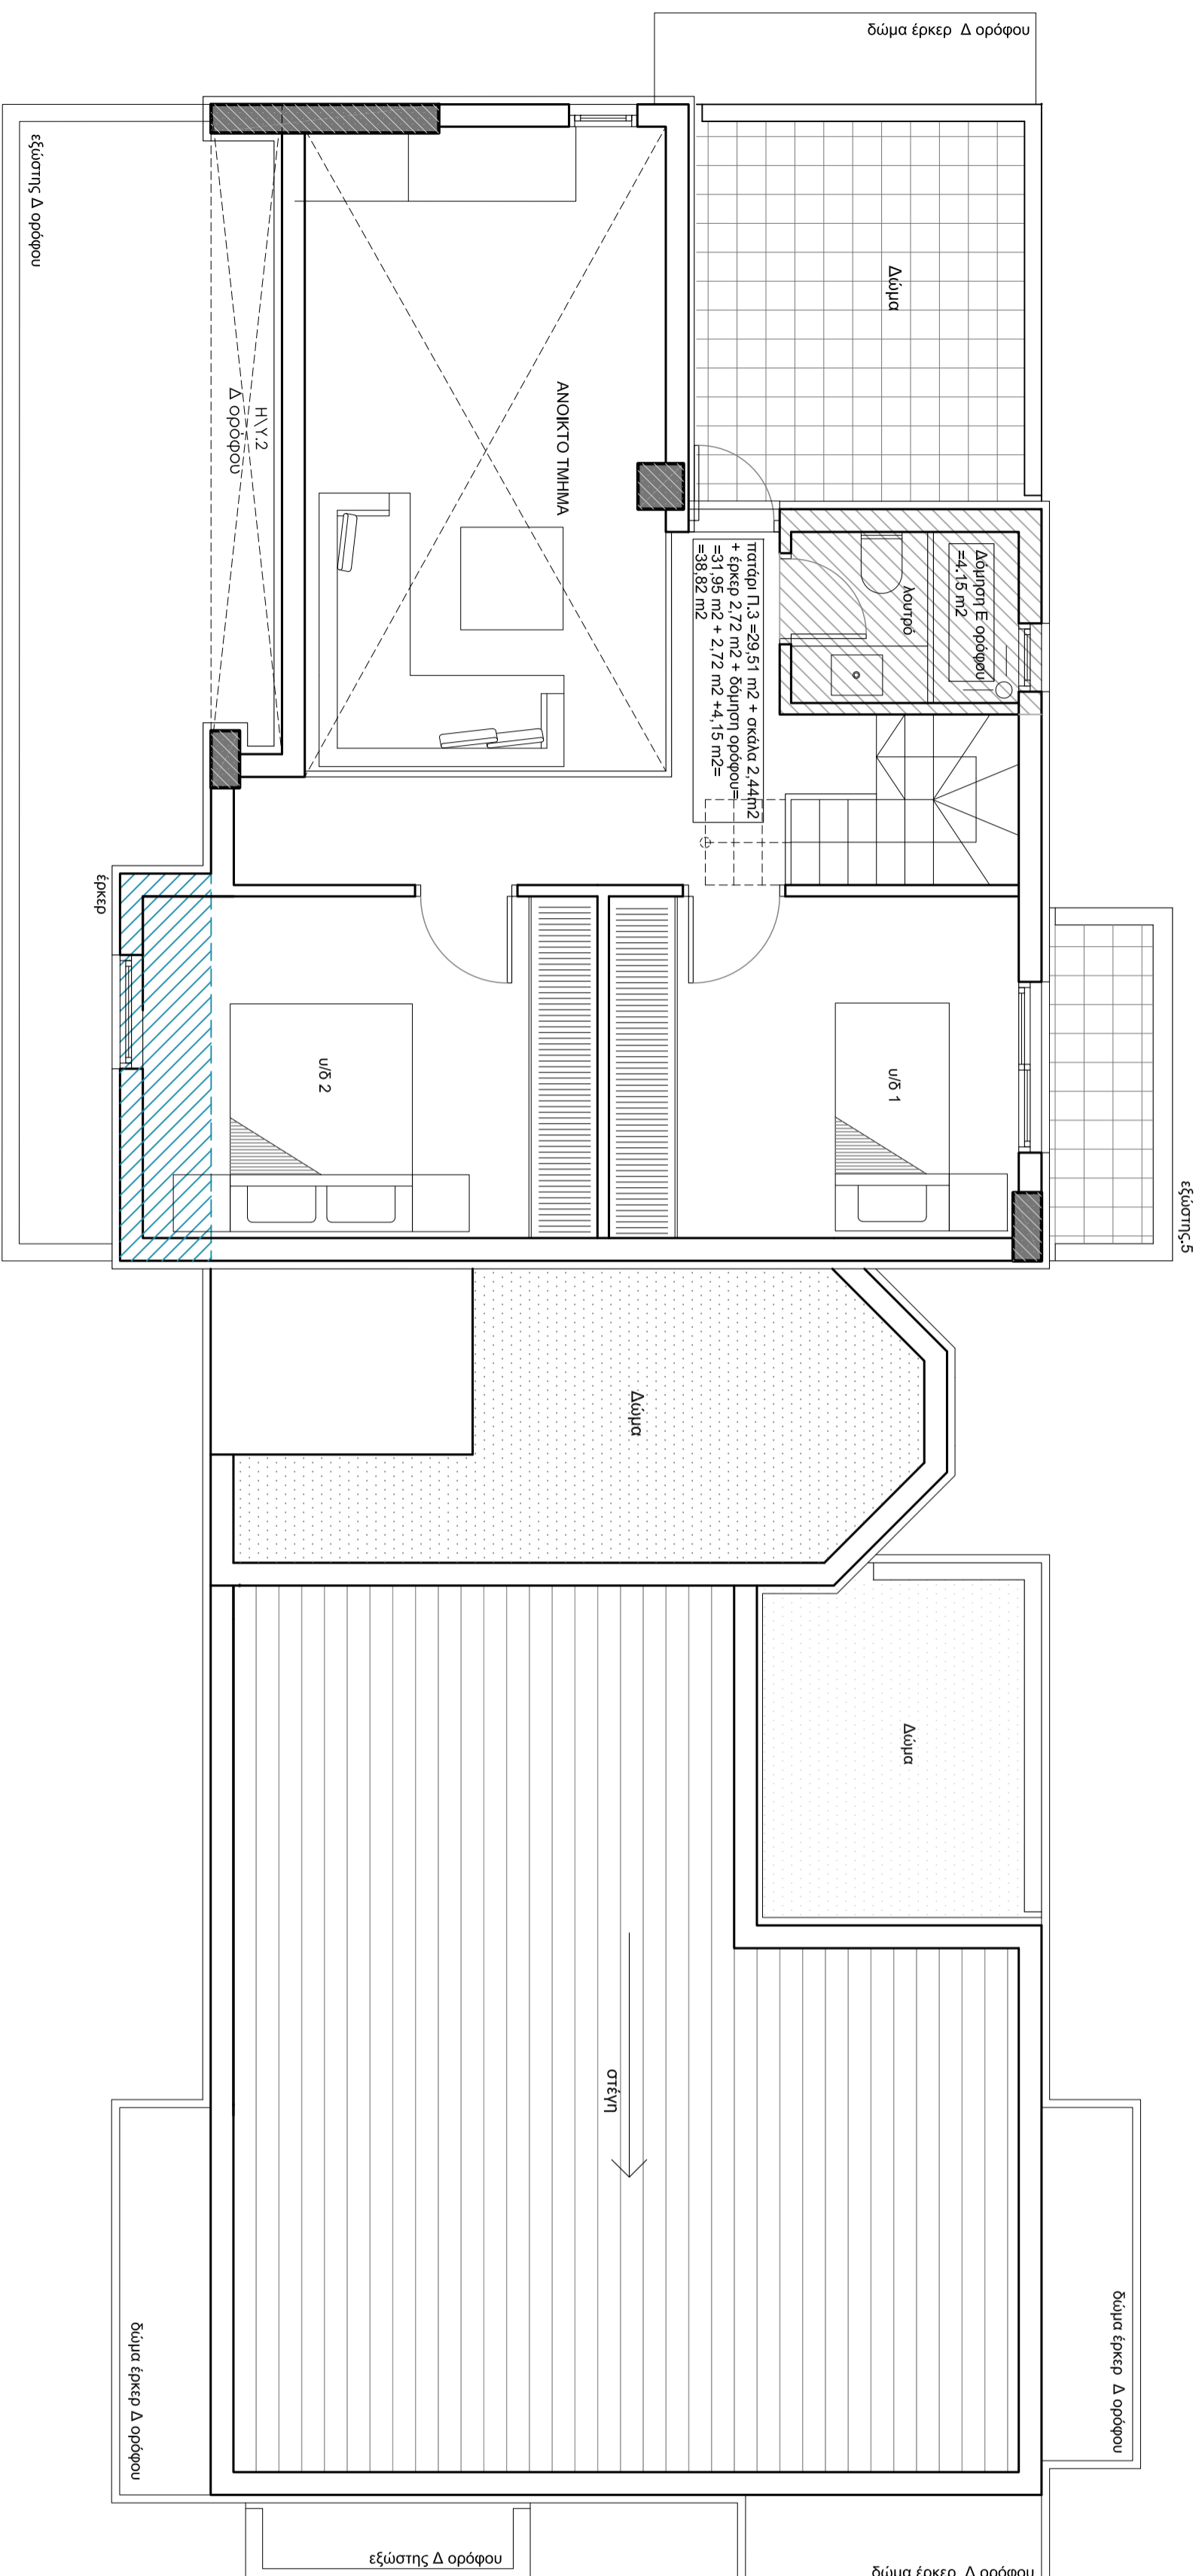 δώμα έρκερ Δ ορόφου
εξώστης Δ ορόφου
Δώμα
ΑΝΟΙΚΤΟ ΤΜΗΜΑ
Η\Υ.2
Δ ορόφου
Δόμηση Ε ορόφου
=4.15 m2
λουτρό
πατάρι Π.3 =29,51 m2 + σκάλα 2,44m2
+ έρκερ 2,72 m2 + δόμηση ορόφου=
=31,95 m2 + 2,72 m2 +4,15 m2=
=38,82 m2
έρκερ
υ/δ 2
υ/δ 1
εξώστης.5
Δώμα
Δώμα
στέγη
δώμα έρκερ Δ ορόφου
δώμα έρκερ Δ ορόφου
εξώστης Δ ορόφου
δώμα έρκερ Δ ορόφου